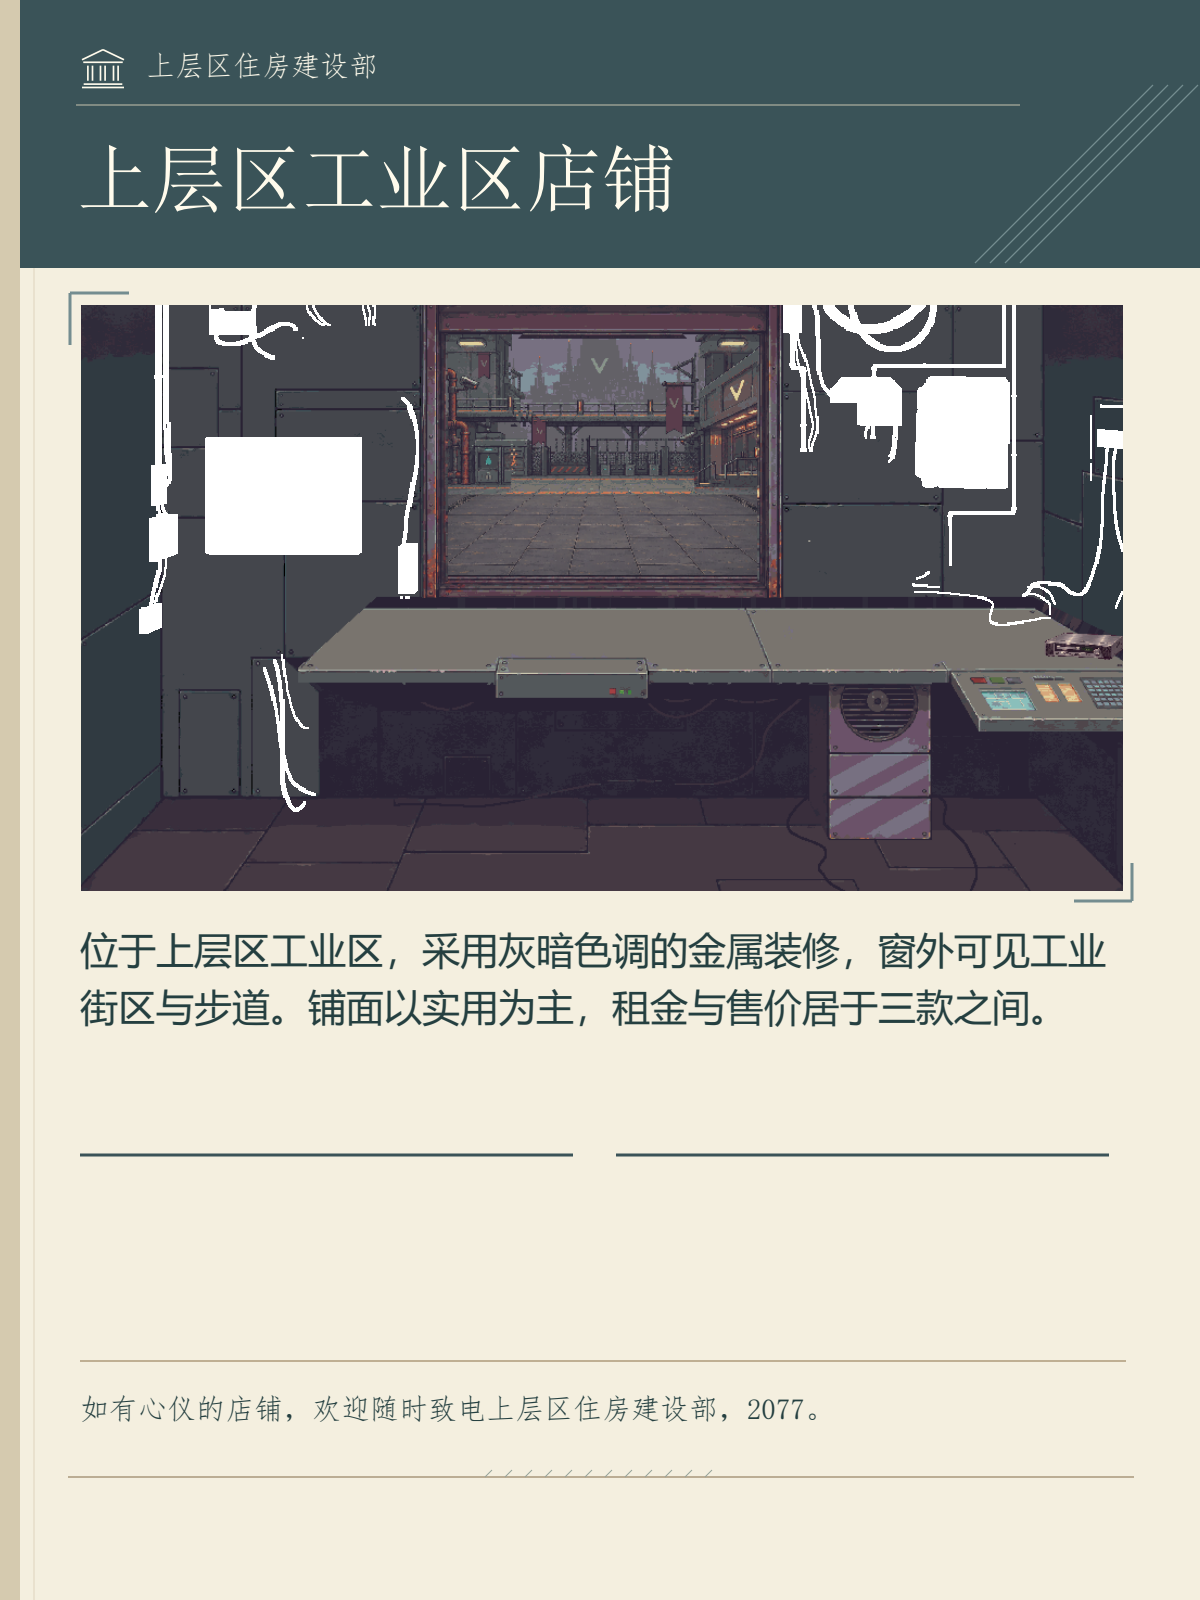 上层区住房建设部
上层区工业区店铺
位于上层区工业区，采用灰暗色调的金属装修，窗外可见工业
街区与步道。铺面以实用为主，租金与售价居于三款之间。
如有心仪的店铺，欢迎随时致电上层区住房建设部，2077。